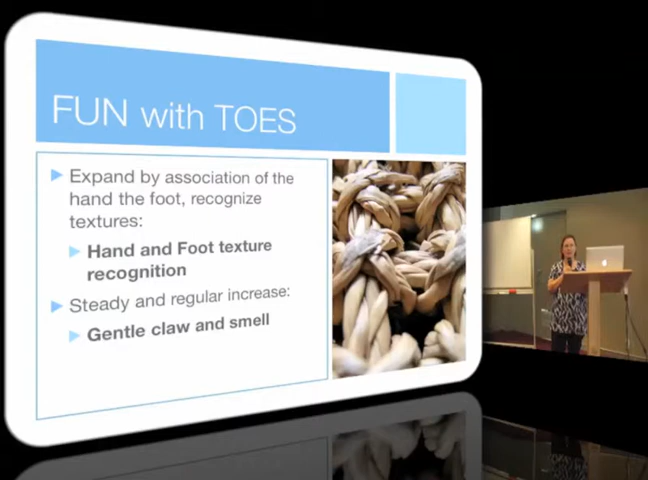 FUN with TOES
Expand by association of the
hand the foot, recognize
textures:
Hand and Foot texture
recognition
Steady and regular increase:
Gentle claw and smell